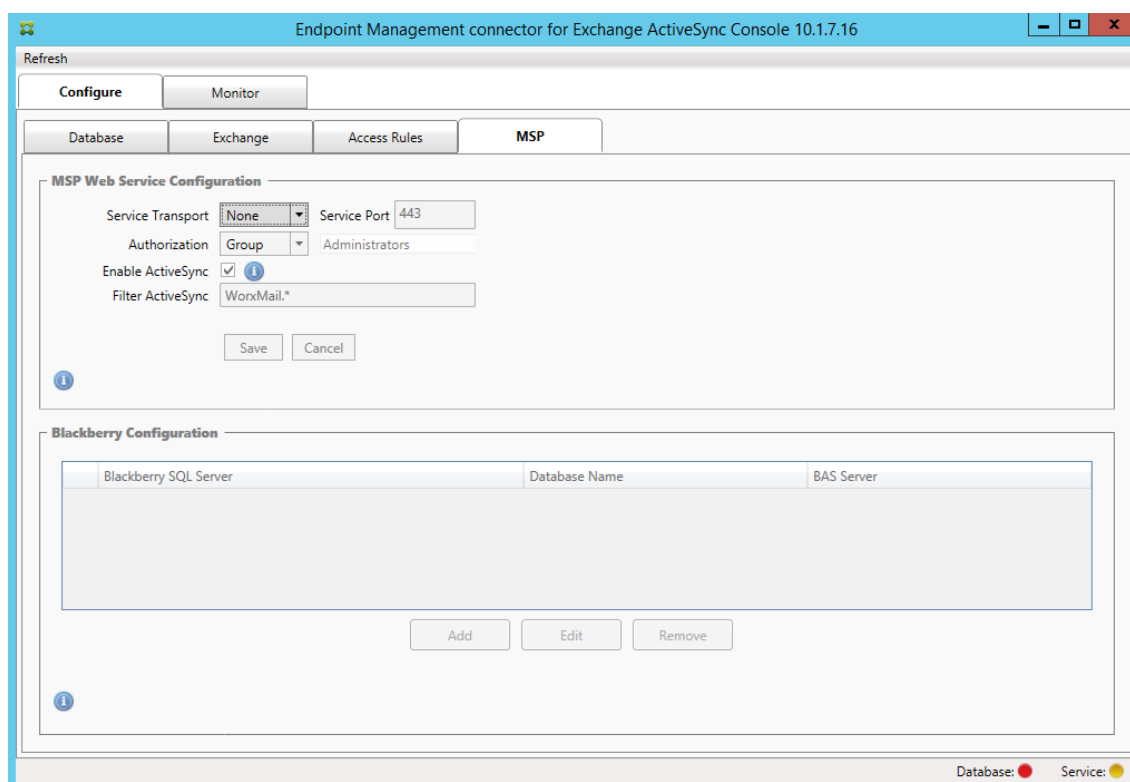 Endpoint Management connector for Exchange ActiveSync Console 10.1.7.16
Refresh
Configure Monitor
Database Exchange Access Rules MSP
MSP Web Service Configuration
Service Transport None Service Port 443
Authorization Group Administrators
Enable ActiveSync
Filter ActiveSync WorxMail.*
Save Cancel
Blackberry Configuration
Blackberry SQL Server Database Name BAS Server
Add Edit Remove
Database: Service: